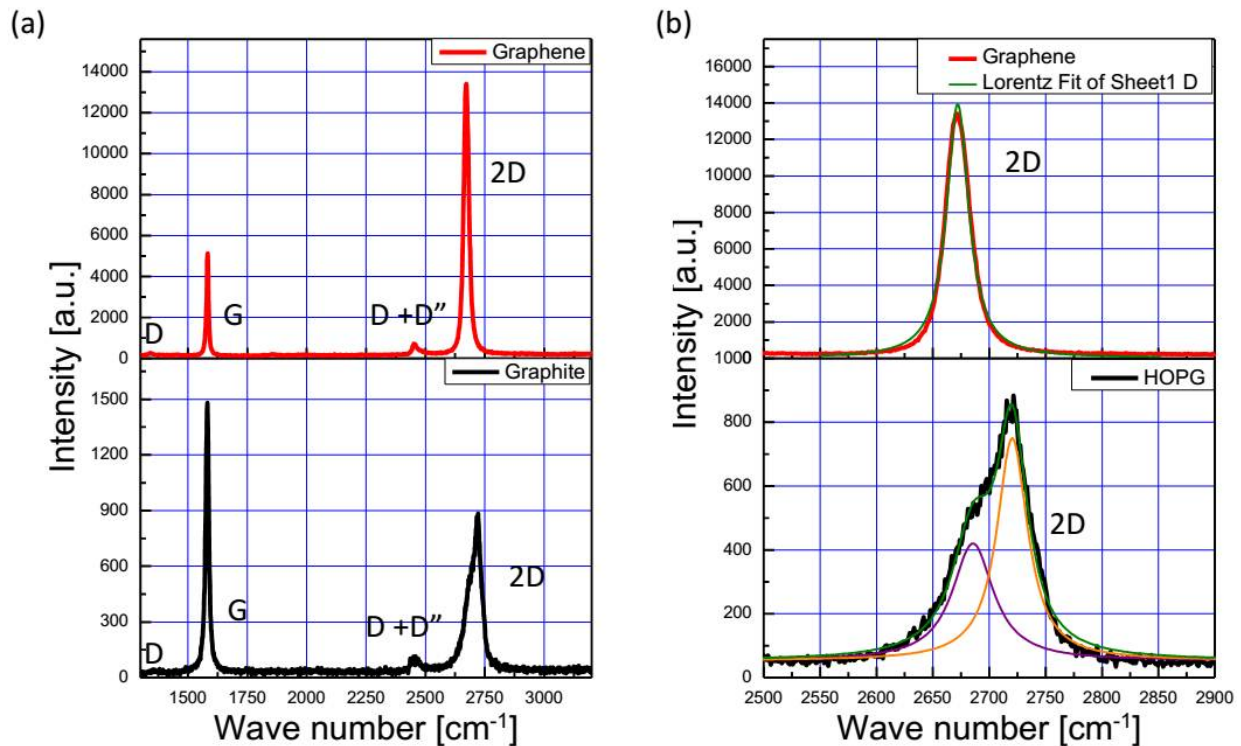 (a)
Intensity [a.u.]
14000
12000
10000
8000
6000
4000
2000
0
Graphene
D
G
D +D”
2D
1500
1200
900
600
300
0
Graphite
D
G
D +D”
2D
1500 1750 2000 2250 2500 2750 3000
Wave number [cm-1]
(b)
Intensity [a.u.]
16000
14000
12000
10000
8000
6000
4000
2000
Graphene
Lorentz Fit of Sheet1 D
2D
800
600
400
200
0
HOPG
2D
2500 2550 2600 2650 2700 2750 2800 2850 2900
Wave number [cm-1]